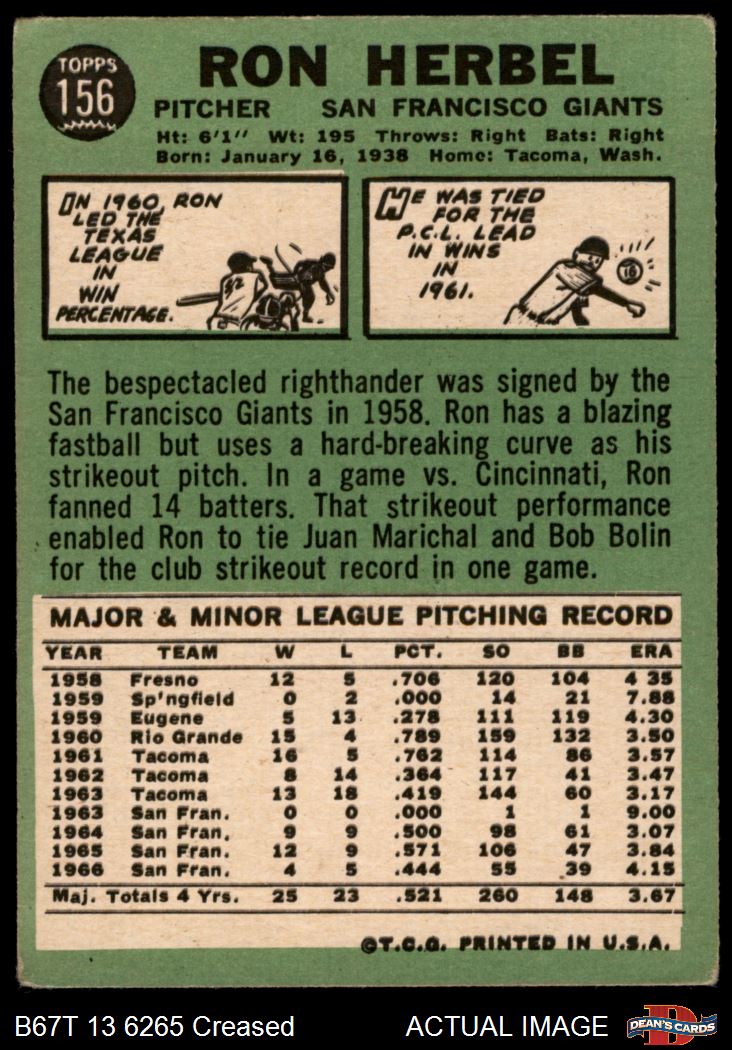 TOPPS
156
RON HERBEL
PITCHER SAN FRANCISCO GIANTS
Ht: 6'1" Wt: 195 Throws: Right Bats: Right
Born: January 16, 1938 Home: Tacoma, Wash.
IN 1960, RON
LED THE
TEXAS
LEAGUE
IN
WIN
PERCENTAGE.
HE WAS TIED
FOR THE
P.C.L. LEAD
IN WINS
IN
1961.
16
The bespectacled righthander was signed by the
San Francisco Giants in 1958. Ron has a blazing
fastball but uses a hard-breaking curve as his
strikeout pitch. In a game vs. Cincinnati, Ron
fanned 14 batters. That strikeout performance
enabled Ron to tie Juan Marichal and Bob Bolin
for the club strikeout record in one game.
MAJOR & MINOR LEAGUE PITCHING RECORD
YEAR TEAM W L PCT. SO BB ERA
1958 Fresno 12 5 .706 120 104 4 35
1959 Sp'ngfield 0 2 .000 14 21 7.88
1959 Eugene 5 13 .278 111 119 4.30
1960 Rio Grande 15 4 .789 159 132 3.50
1961 Tacoma 16 5 .762 114 86 3.57
1962 Tacoma 8 14 .364 117 41 3.47
1963 Tacoma 13 18 .419 144 60 3.17
1963 San Fran. 0 0 .000 1 1 9.00
1964 San Fran. 9 9 .500 98 61 3.07
1965 San Fran. 12 9 .571 106 47 3.84
1966 San Fran. 4 5 .444 55 39 4.15
Maj. Totals 4 Yrs. 25 23 .521 260 148 3.67
©T.C.G. PRINTED IN U.S.A.
B67T 13 6265 Creased ACTUAL IMAGE
DEAN'S CARDS